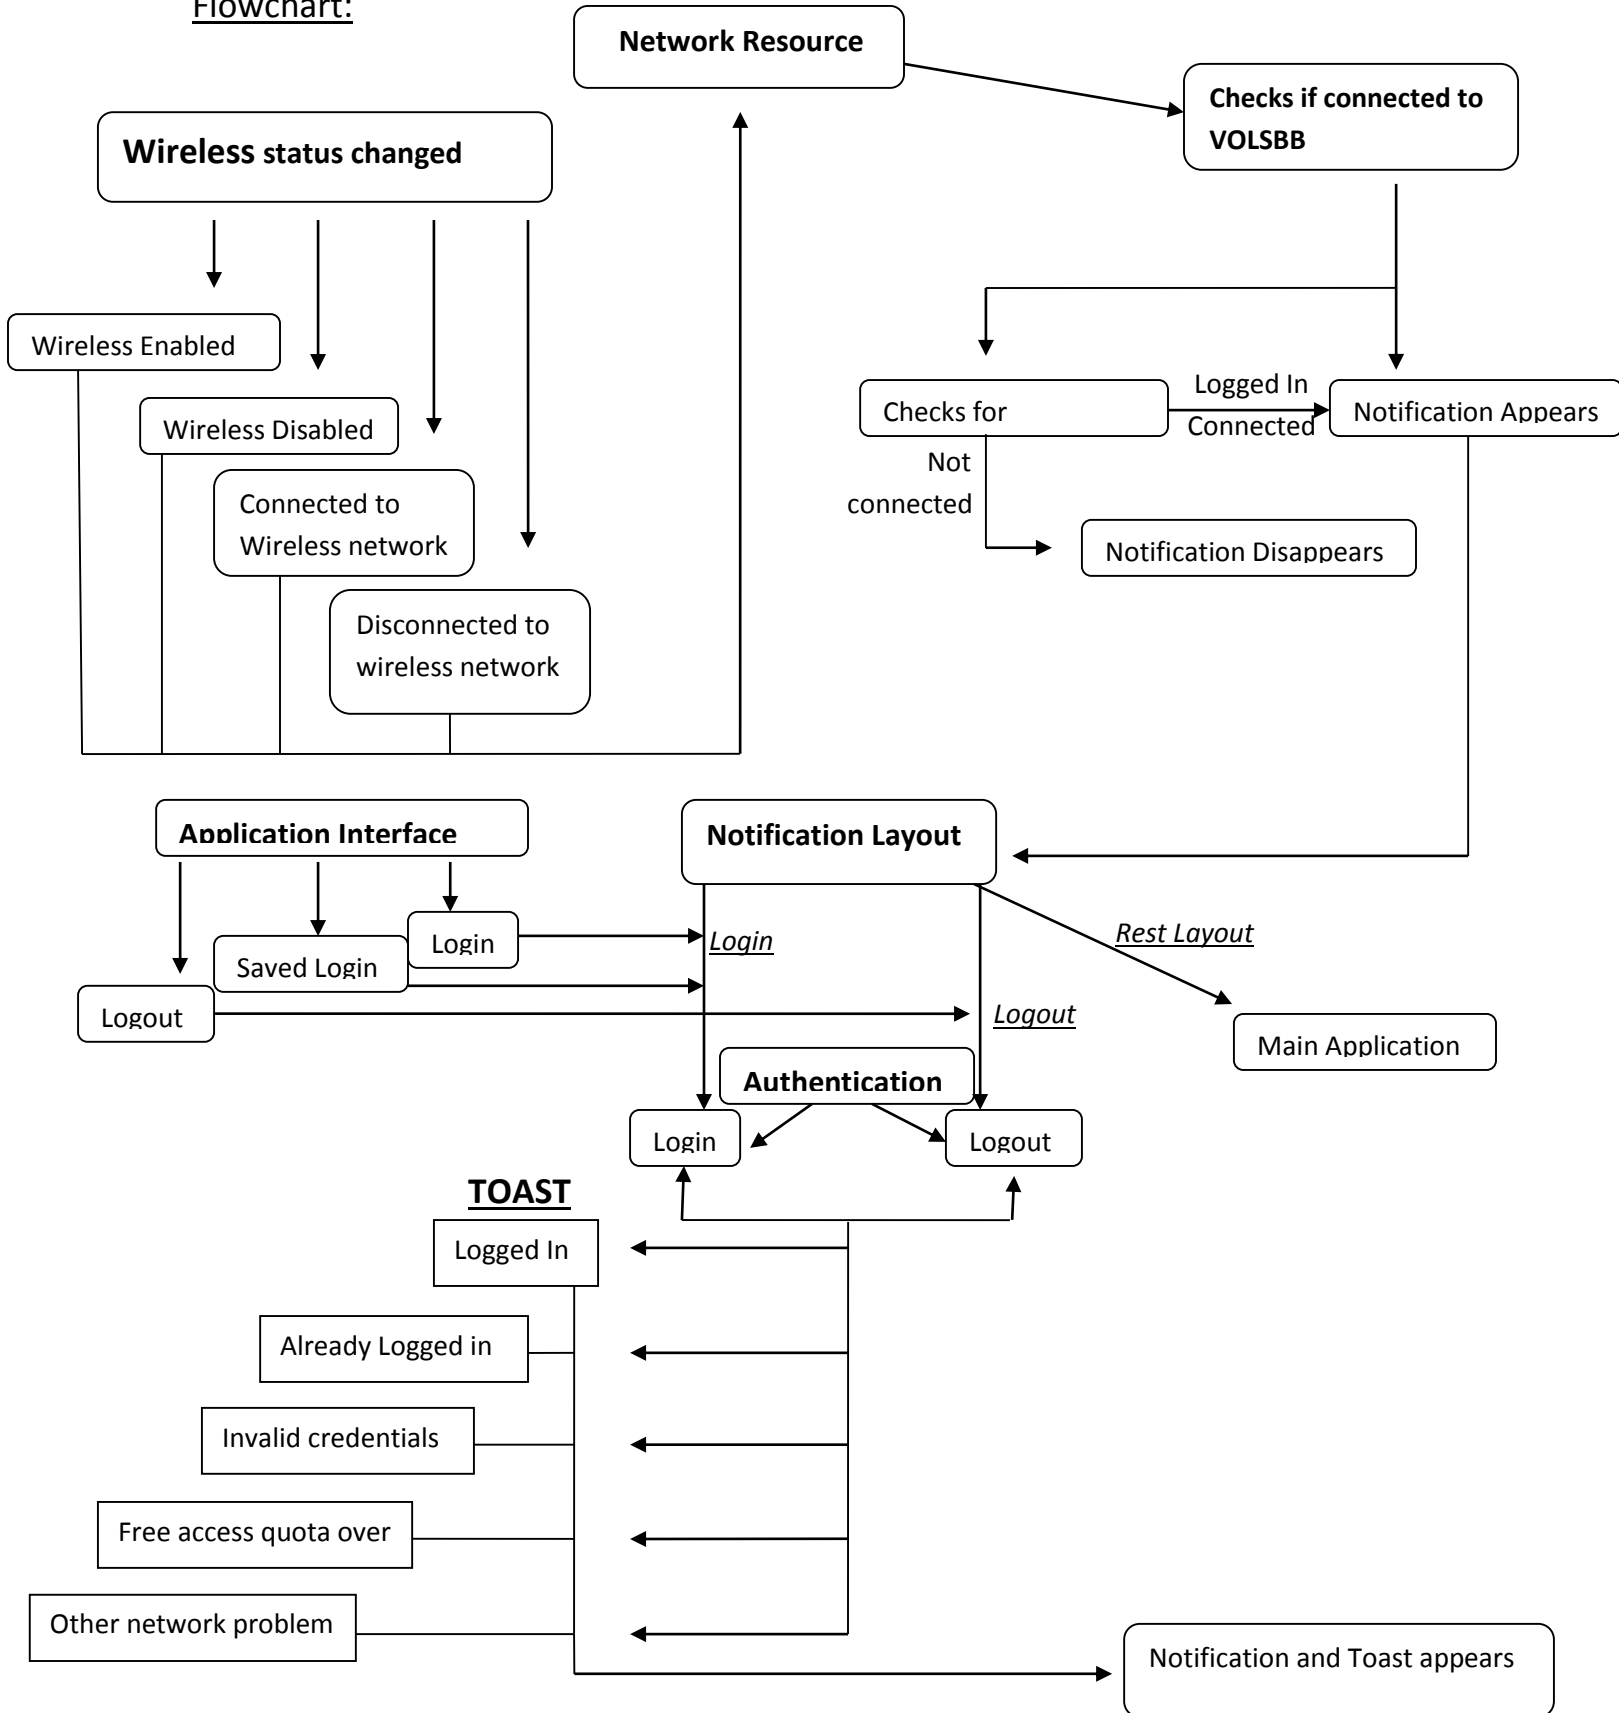 Flowchart:
Network Resource
Checks if connected to
VOLSBB
Wireless status changed
Wireless Enabled
Wireless Disabled
Connected to
Wireless network
Disconnected to
wireless network
Checks for
Logged In
Connected
Notification Appears
Not
connected
Notification Disappears
Application Interface
Notification Layout
Login
Saved Login
Logout
Login
Rest Layout
Logout
Main Application
Authentication
Login
Logout
TOAST
Logged In
Already Logged in
Invalid credentials
Free access quota over
Other network problem
Notification and Toast appears